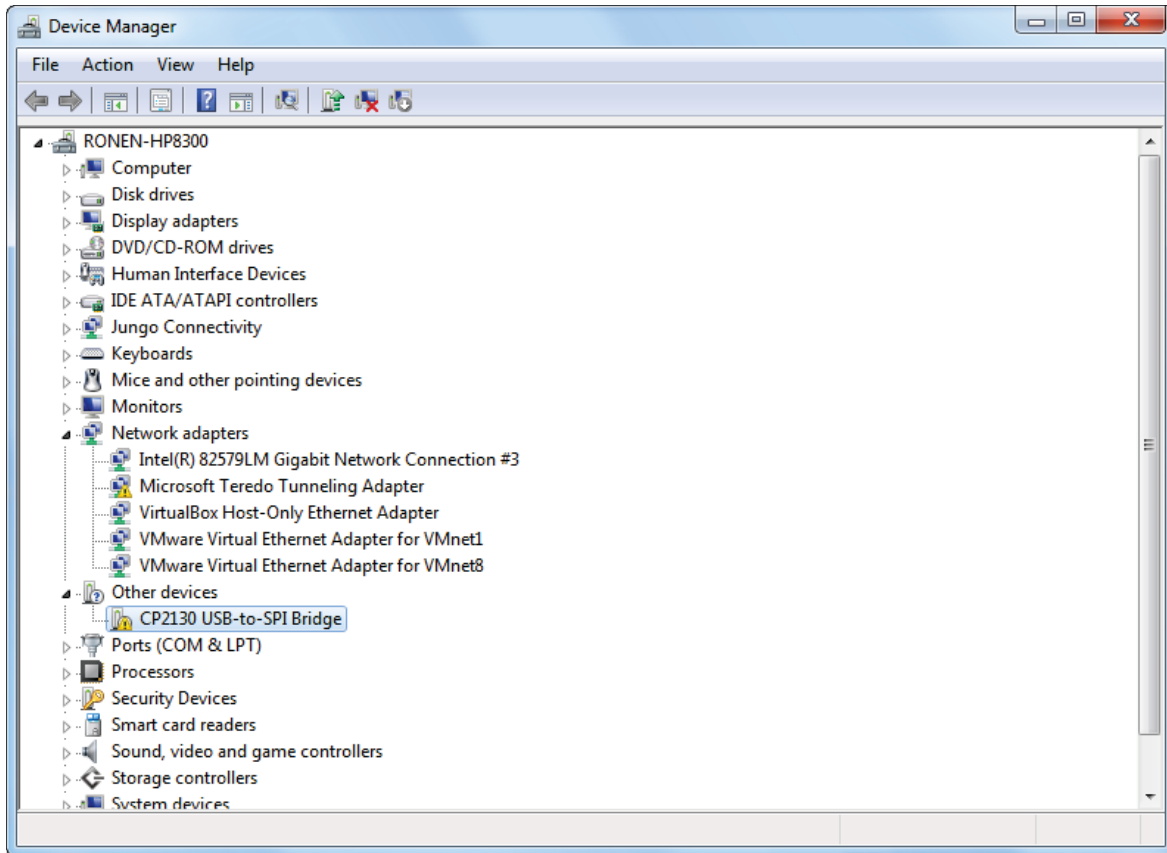 Device Manager
File Action View Help
RONEN-HP8300
Computer
Disk drives
Display adapters
DVD/CD-ROM drives
Human Interface Devices
IDE ATA/ATAPI controllers
Jungo Connectivity
Keyboards
Mice and other pointing devices
Monitors
Network adapters
Intel(R) 82579LM Gigabit Network Connection #3
Microsoft Teredo Tunneling Adapter
VirtualBox Host-Only Ethernet Adapter
VMware Virtual Ethernet Adapter for VMnet1
VMware Virtual Ethernet Adapter for VMnet8
Other devices
CP2130 USB-to-SPI Bridge
Ports (COM & LPT)
Processors
Security Devices
Smart card readers
Sound, video and game controllers
Storage controllers
System devices